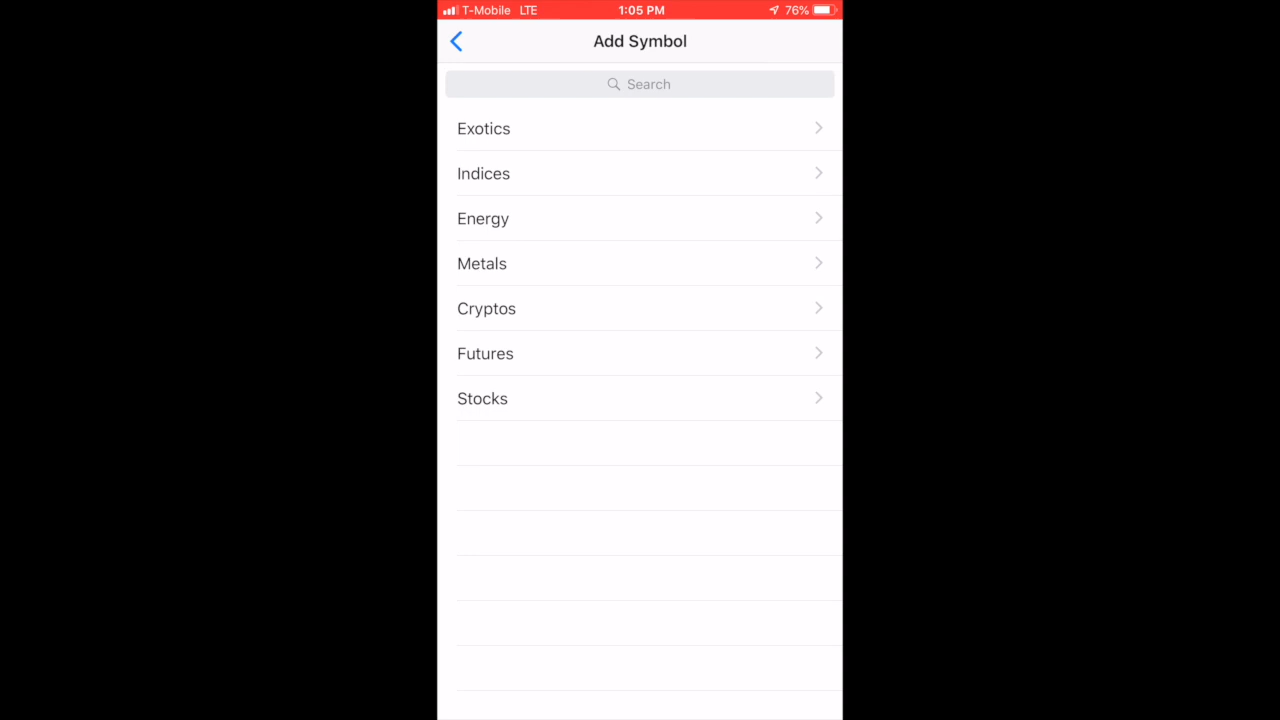 T-Mobile LTE 1:05 PM 76%
Add Symbol
Search
Exotics
Indices
Energy
Metals
Cryptos
Futures
Stocks